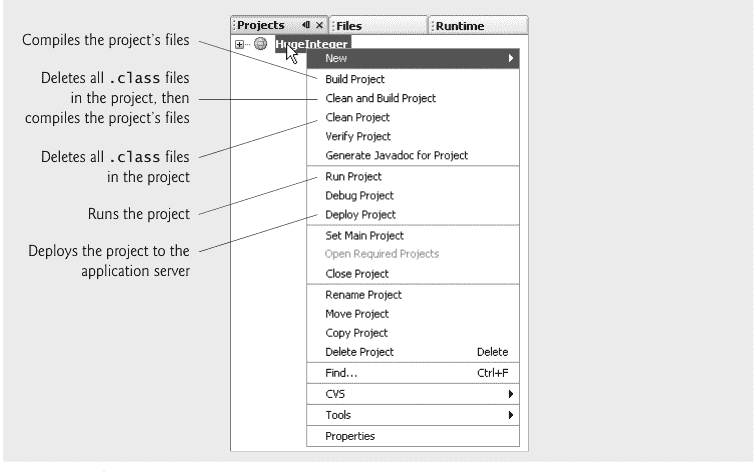 Projects
Files
Runtime
HugeInteger
Compiles the project's files
Deletes all .class files
in the project, then
compiles the project's files
Deletes all .class files
in the project
Runs the project
Deploys the project to the
application server
New
Build Project
Clean and Build Project
Clean Project
Verify Project
Generate Javadoc for Project
Run Project
Debug Project
Deploy Project
Set Main Project
Open Required Projects
Close Project
Rename Project
Move Project
Copy Project
Delete Project Delete
Find... Ctrl+F
CVS
Tools
Properties